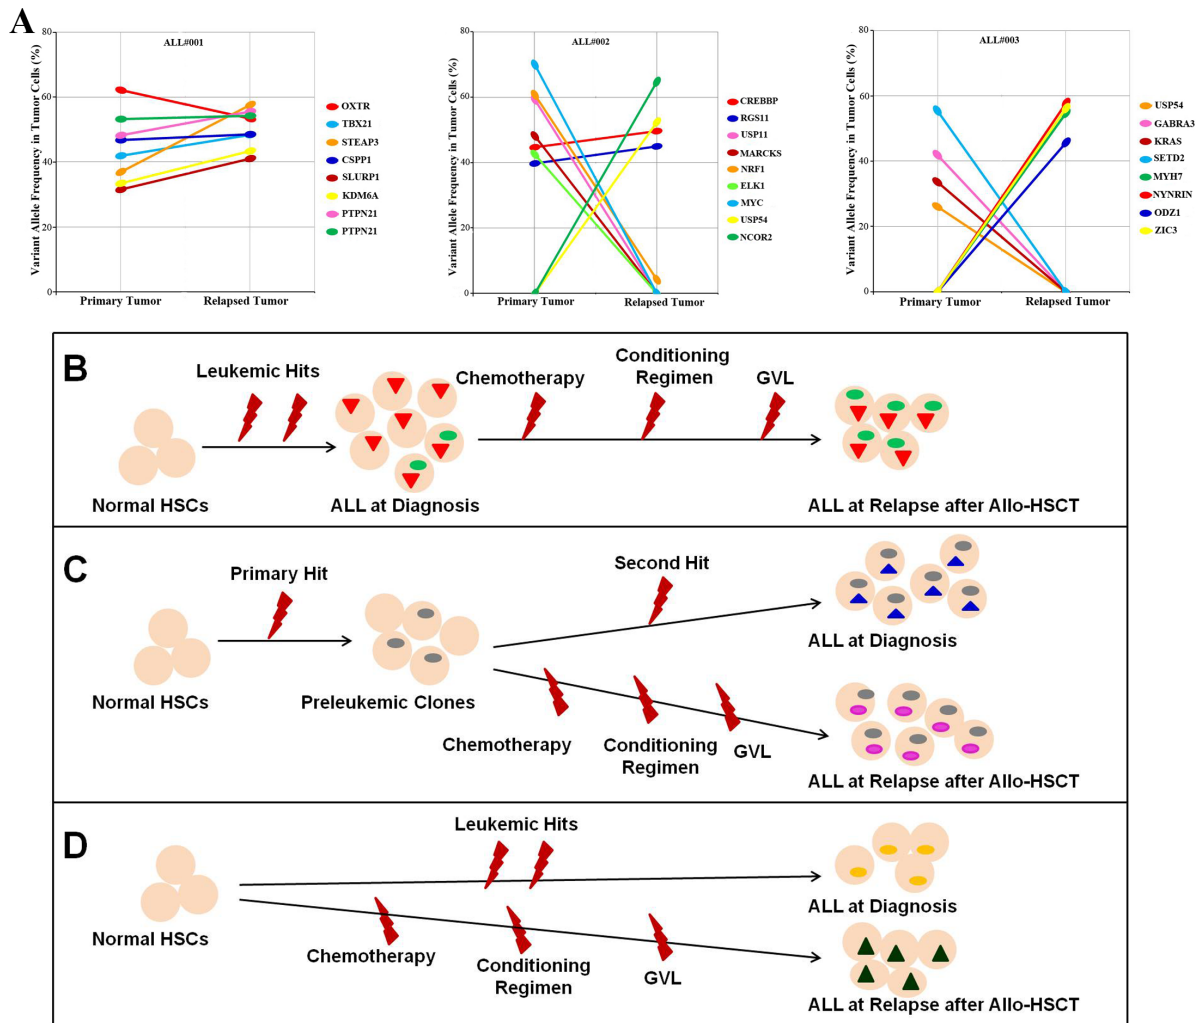 A
ALL#001
Variant Allele Frequency in Tumor Cells (%)
80
60
40
20
0
Primary Tumor
Relapsed Tumor
OXTR
TBX21
STEAP3
CSPP1
SLURP1
KDM6A
PTPN21
PTPN21
ALL#002
Variant Allele Frequency in Tumor Cells (%)
80
60
40
20
0
Primary Tumor
Relapsed Tumor
CREBBP
RGS11
USP11
MARCKS
NRF1
ELK1
MYC
USP54
NCOR2
ALL#003
Variant Allele Frequency in Tumor Cells (%)
80
60
40
20
0
Primary Tumor
Relapsed Tumor
USP54
GABRA3
KRAS
SETD2
MYH7
NYNRIN
ODZ1
ZIC3
B
Leukemic Hits
Chemotherapy
Conditioning
Regimen
GVL
Normal HSCs
ALL at Diagnosis
ALL at Relapse after Allo-HSCT
C
Primary Hit
Second Hit
Normal HSCs
Preleukemic Clones
ALL at Diagnosis
Chemotherapy
Conditioning
Regimen
GVL
ALL at Relapse after Allo-HSCT
D
Leukemic Hits
Normal HSCs
ALL at Diagnosis
Chemotherapy
Conditioning
Regimen
GVL
ALL at Relapse after Allo-HSCT